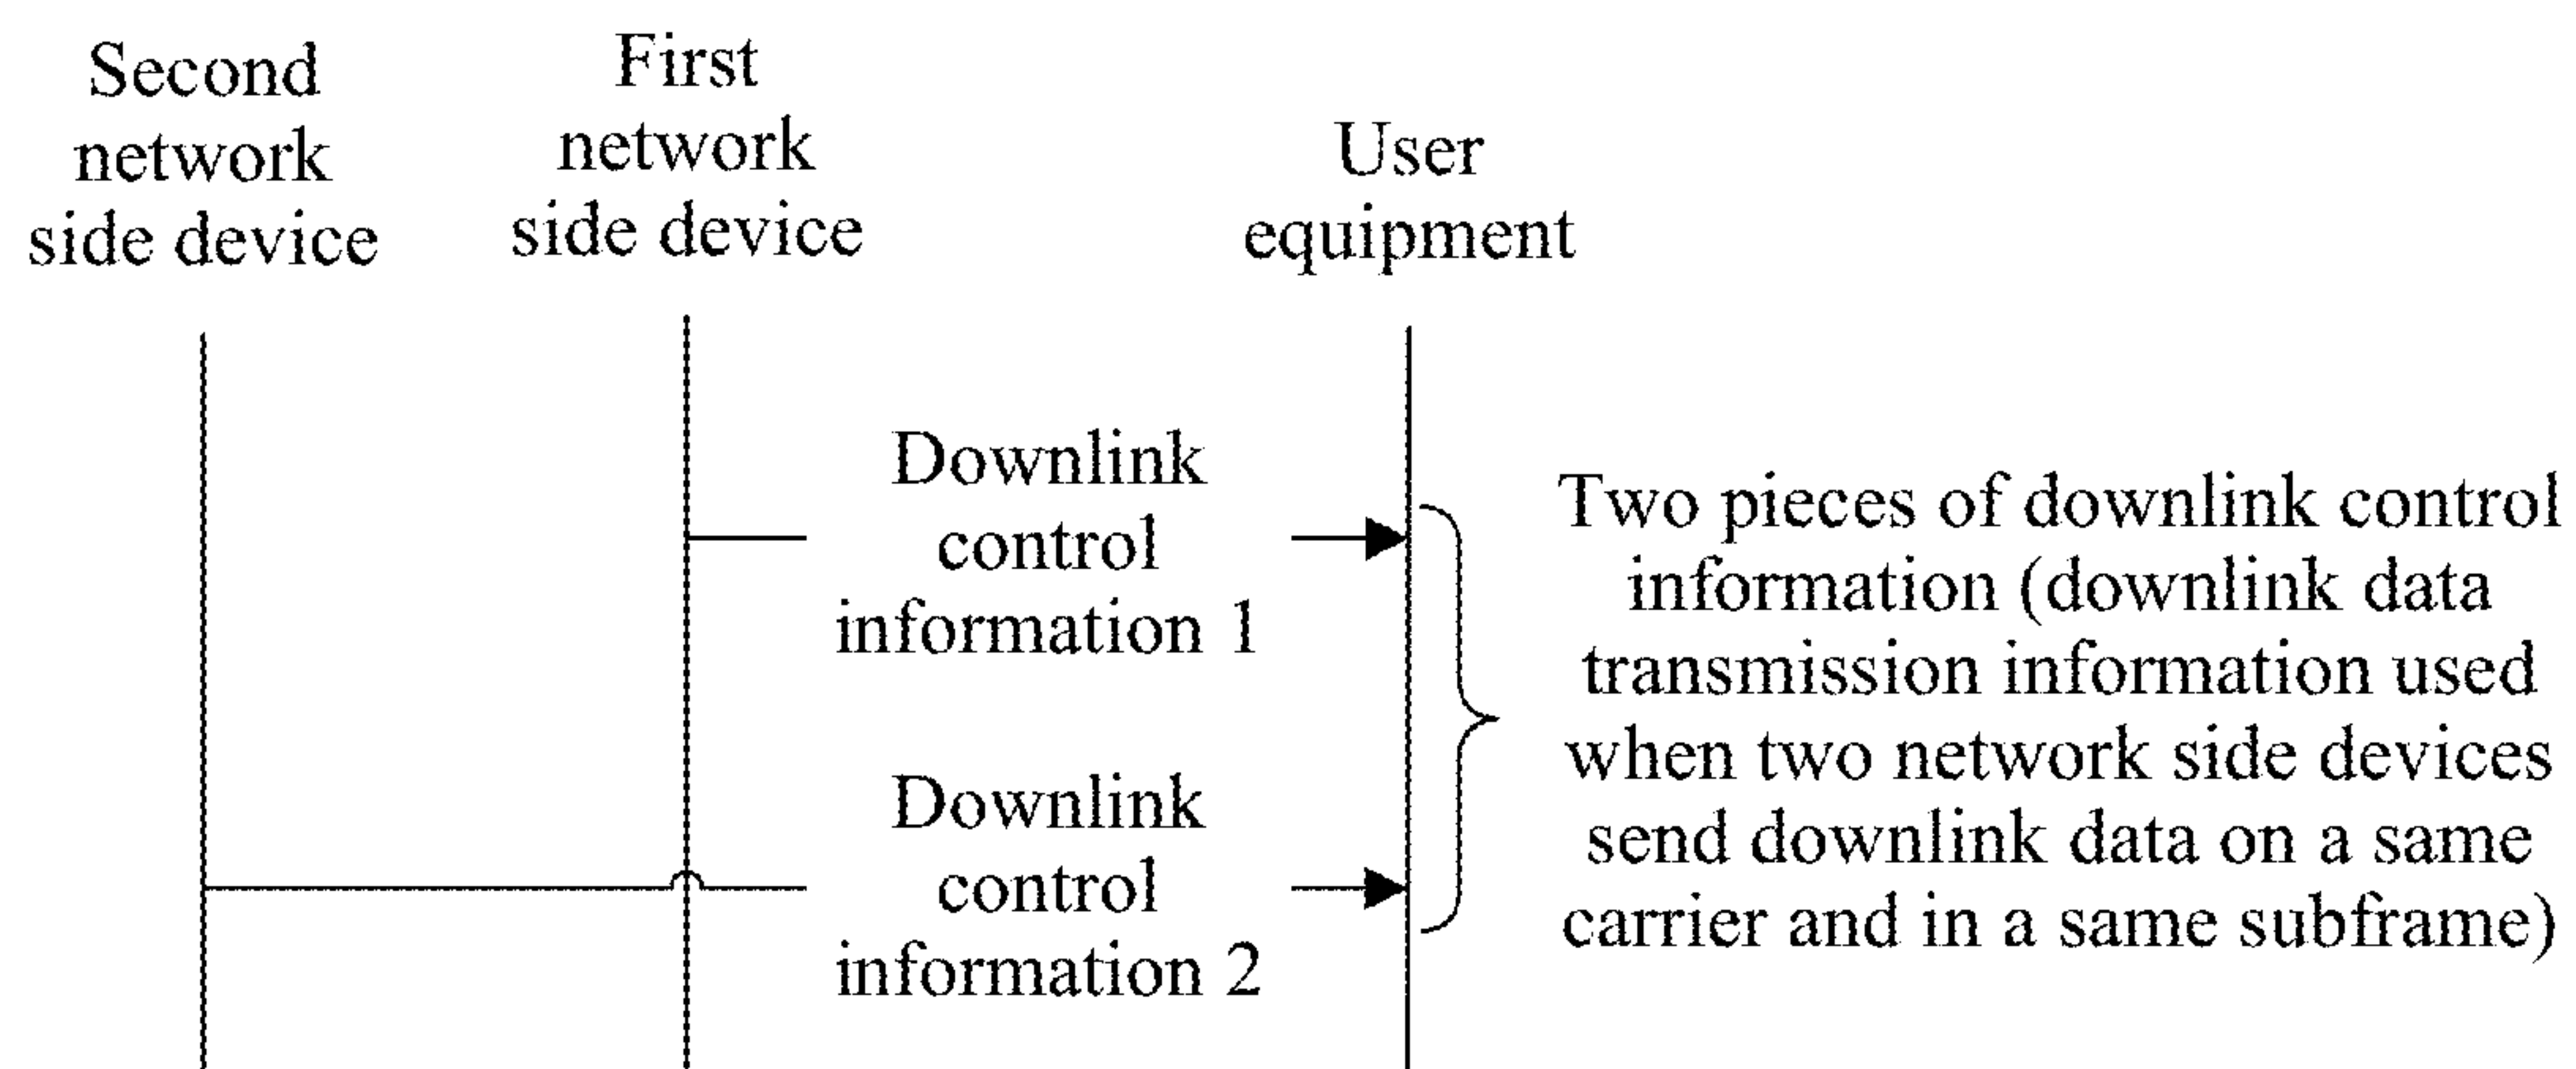 Second
network
side device
First
network
side device
User
equipment
Downlink
control
information 1
Downlink
control
information 2
Two pieces of downlink control
information (downlink data
transmission information used
when two network side devices
send downlink data on a same
carrier and in a same subframe)